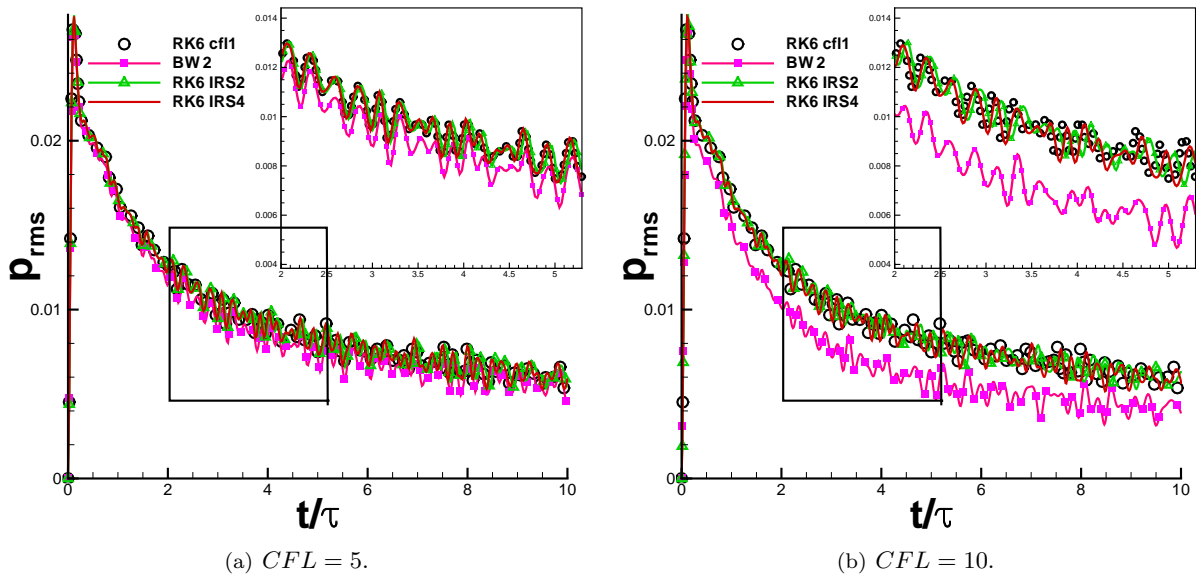 RK6 cfl1
BW 2
RK6 IRS2
RK6 IRS4
0.014
0.012
0.01
0.008
0.006
0.004
2 2.5 3 3.5 4 4.5 5
0.02
0.01
0
p_rms
0 2 4 6 8 10
t/τ
(a) CFL = 5.
RK6 cfl1
BW 2
RK6 IRS2
RK6 IRS4
0.014
0.012
0.01
0.008
0.006
0.004
2 2.5 3 3.5 4 4.5 5
0.02
0.01
0
p_rms
0 2 4 6 8 10
t/τ
(b) CFL = 10.